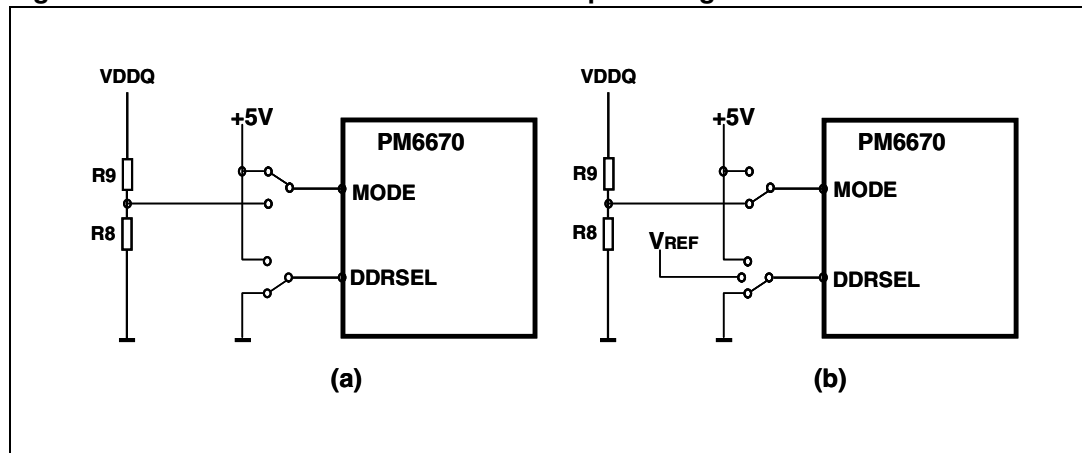 VDDQ
+5V
PM6670
R9
MODE
R8
DDRSEL
(a)
VDDQ
+5V
PM6670
R9
MODE
R8
VREF
DDRSEL
(b)